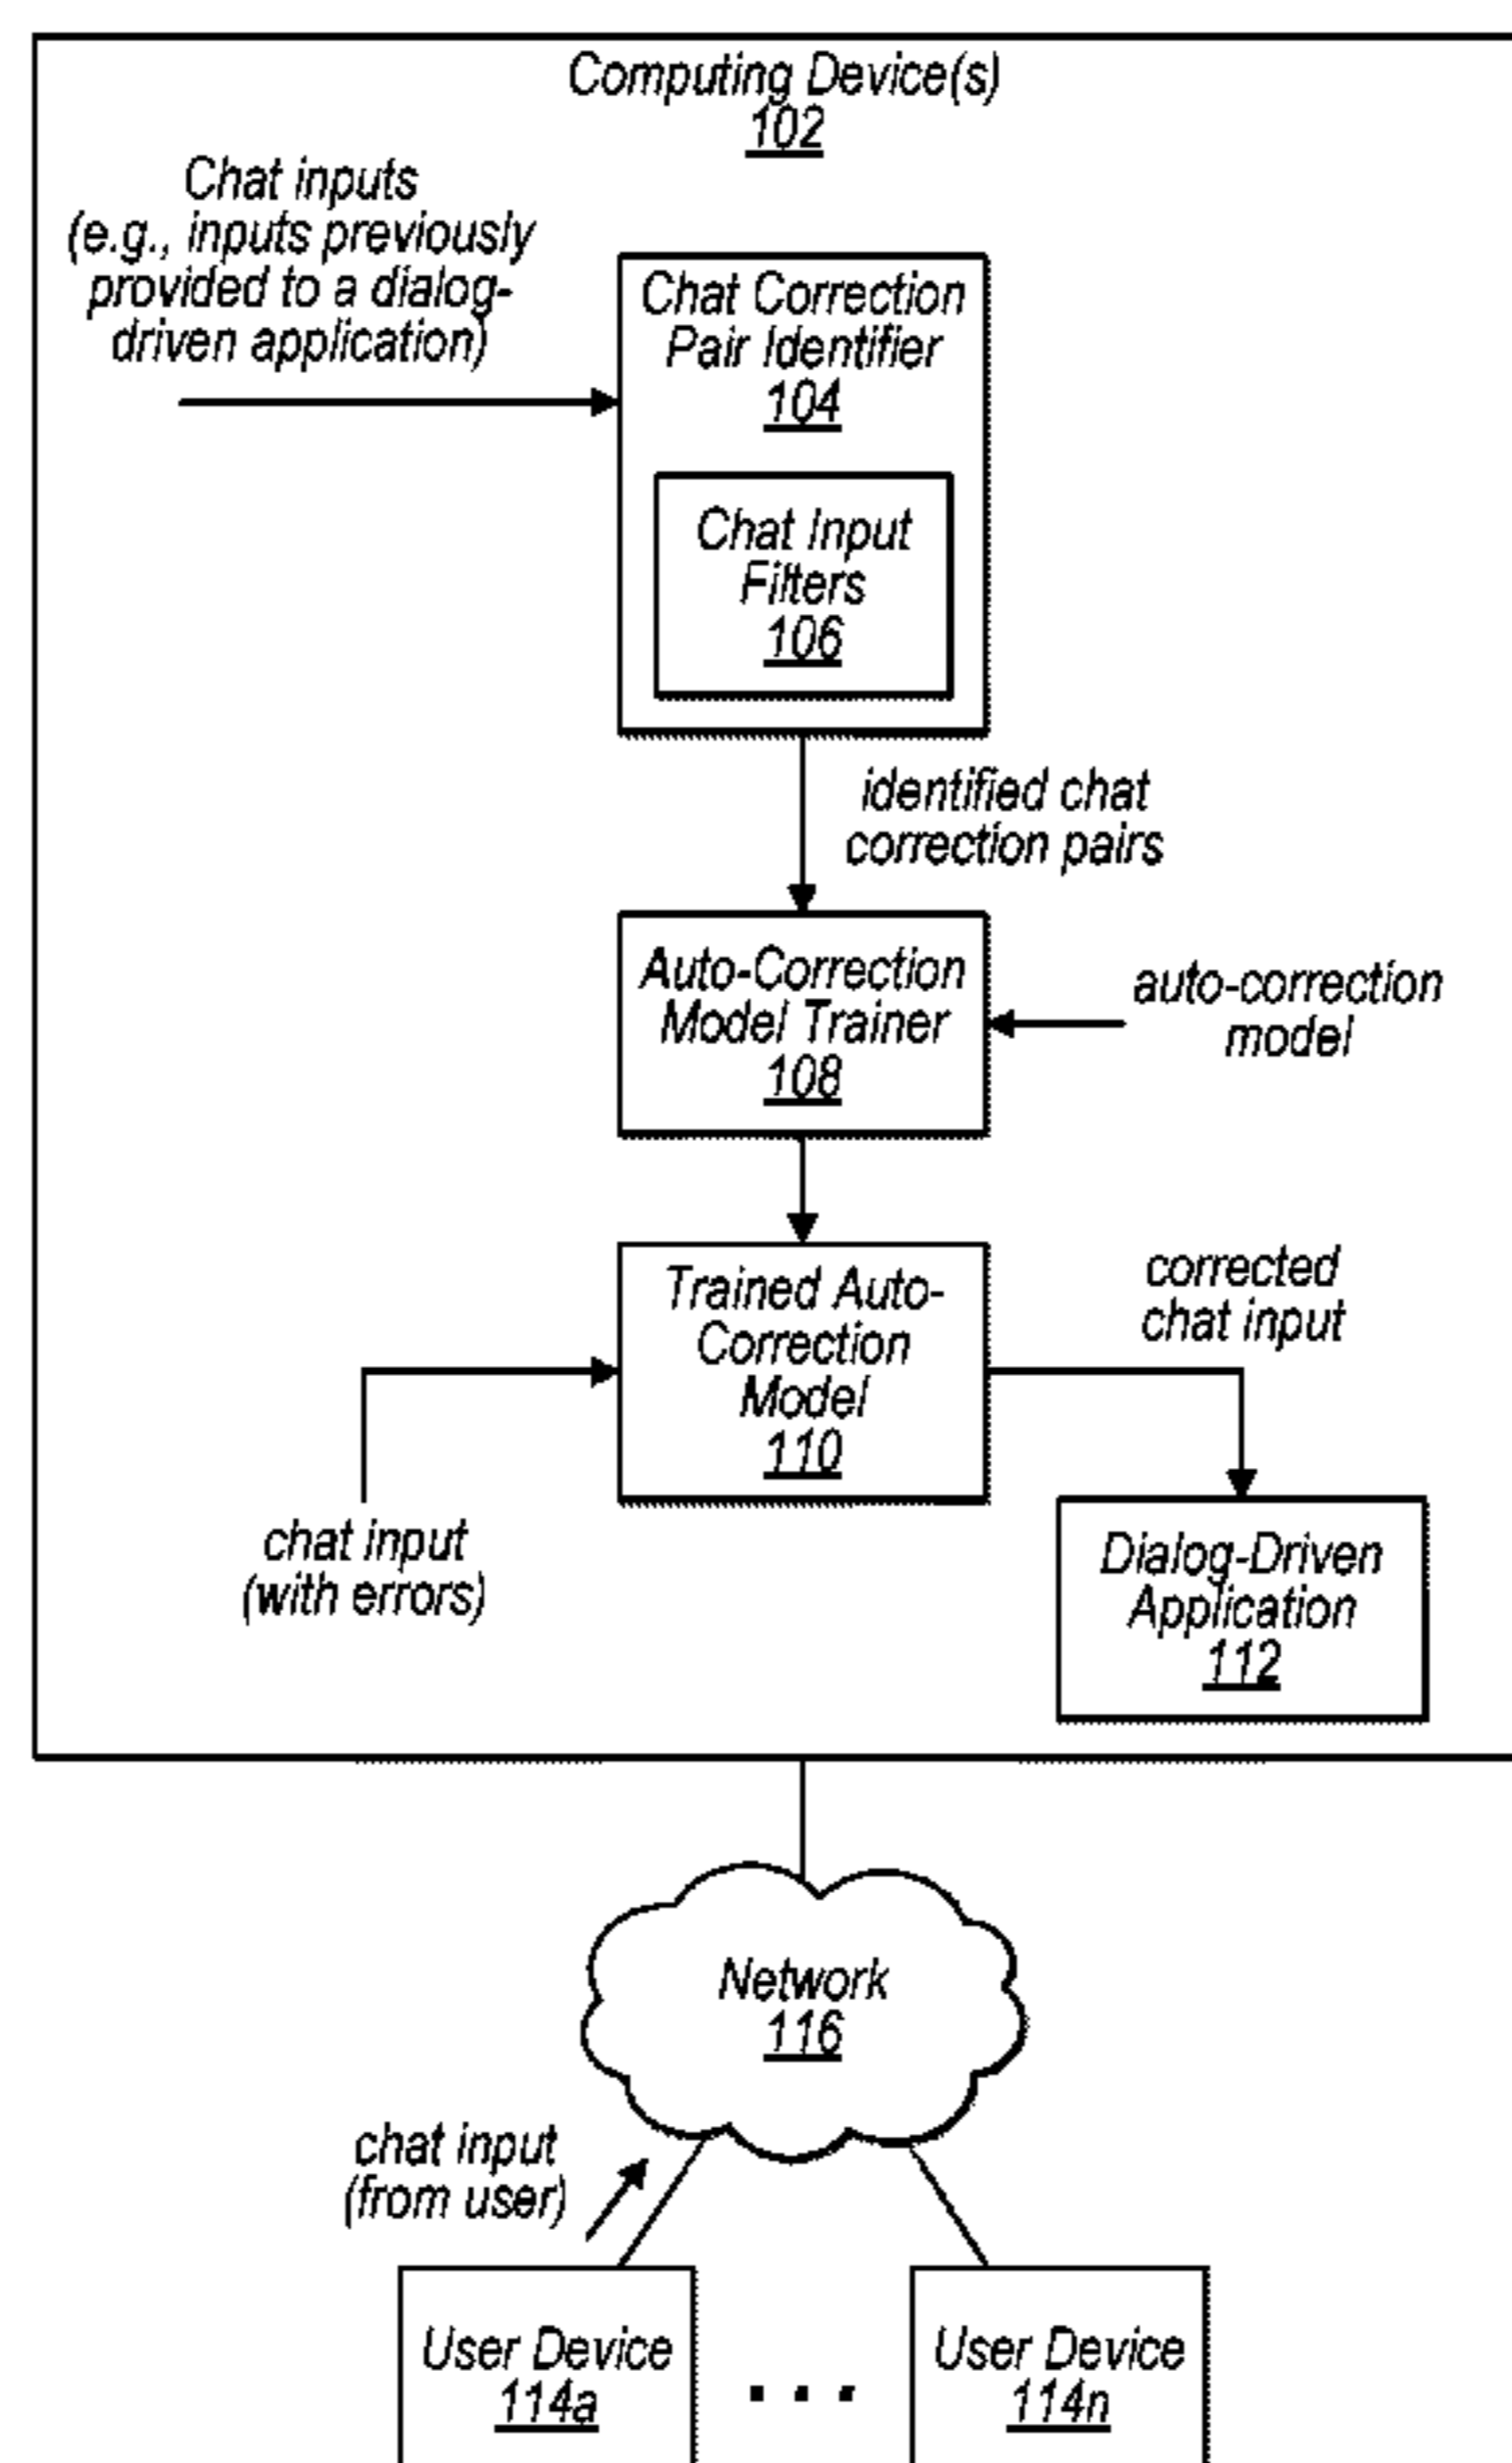 Computing Device(s)
102
Chat inputs
(e.g., inputs previously
provided to a dialog-
driven application)
Chat Correction
Pair Identifier
104
Chat Input
Filters
106
identified chat
correction pairs
Auto-Correction
Model Trainer
108
auto-correction
model
Trained Auto-
Correction
Model
110
corrected
chat input
chat input
(with errors)
Dialog-Driven
Application
112
Network
116
chat input
(from user)
User Device
114a
...
User Device
114n